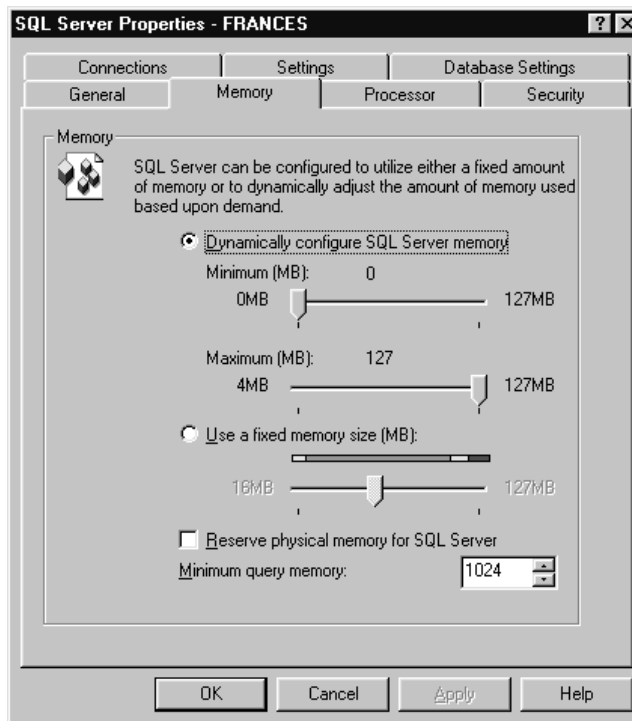 SQL Server Properties - FRANCES
Connections Settings Database Settings
General Memory Processor Security
Memory
SQL Server can be configured to utilize either a fixed amount
of memory or to dynamically adjust the amount of memory used
based upon demand.
Dynamically configure SQL Server memory
Minimum (MB): 0
0MB 127MB
Maximum (MB): 127
4MB 127MB
Use a fixed memory size (MB):
16MB 127MB
Reserve physical memory for SQL Server
Minimum query memory: 1024
OK Cancel Apply Help